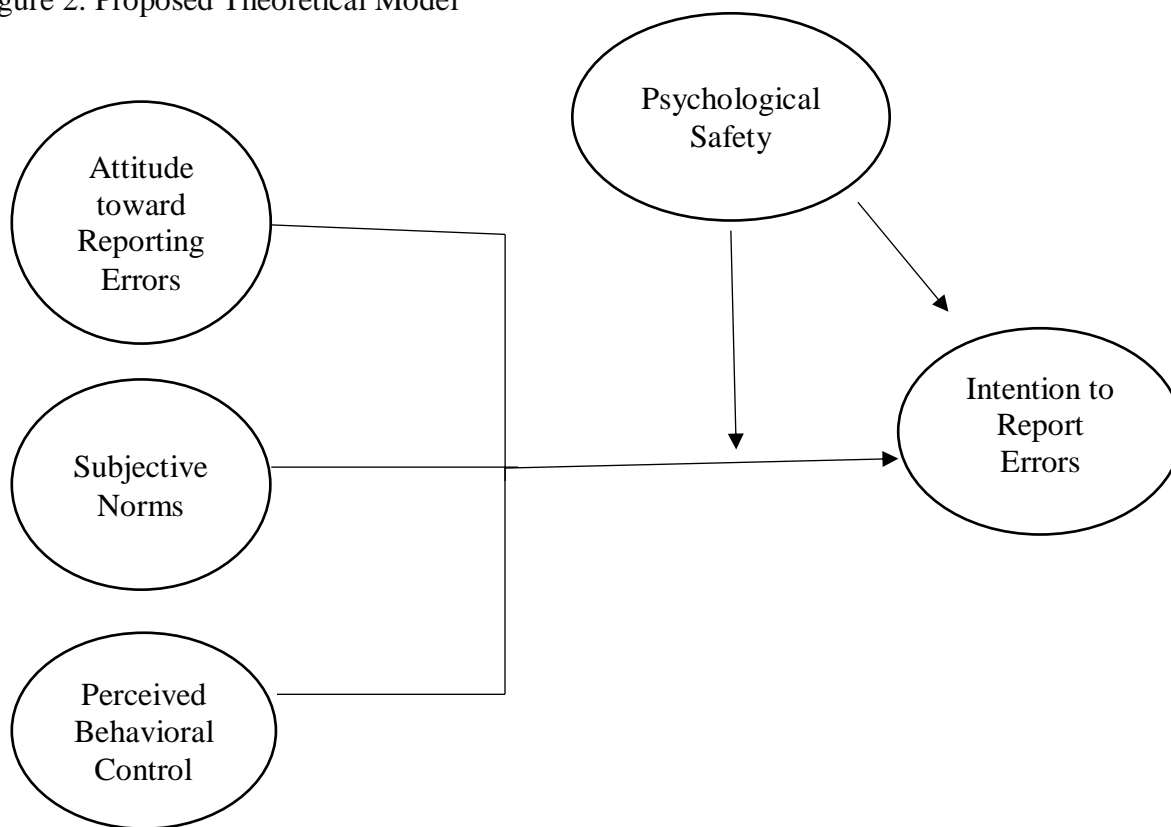 gure 2. Proposed Theoretical Model
Psychological
Safety
Attitude
toward
Reporting
Errors
Intention to
Report
Errors
Subjective
Norms
Perceived
Behavioral
Control